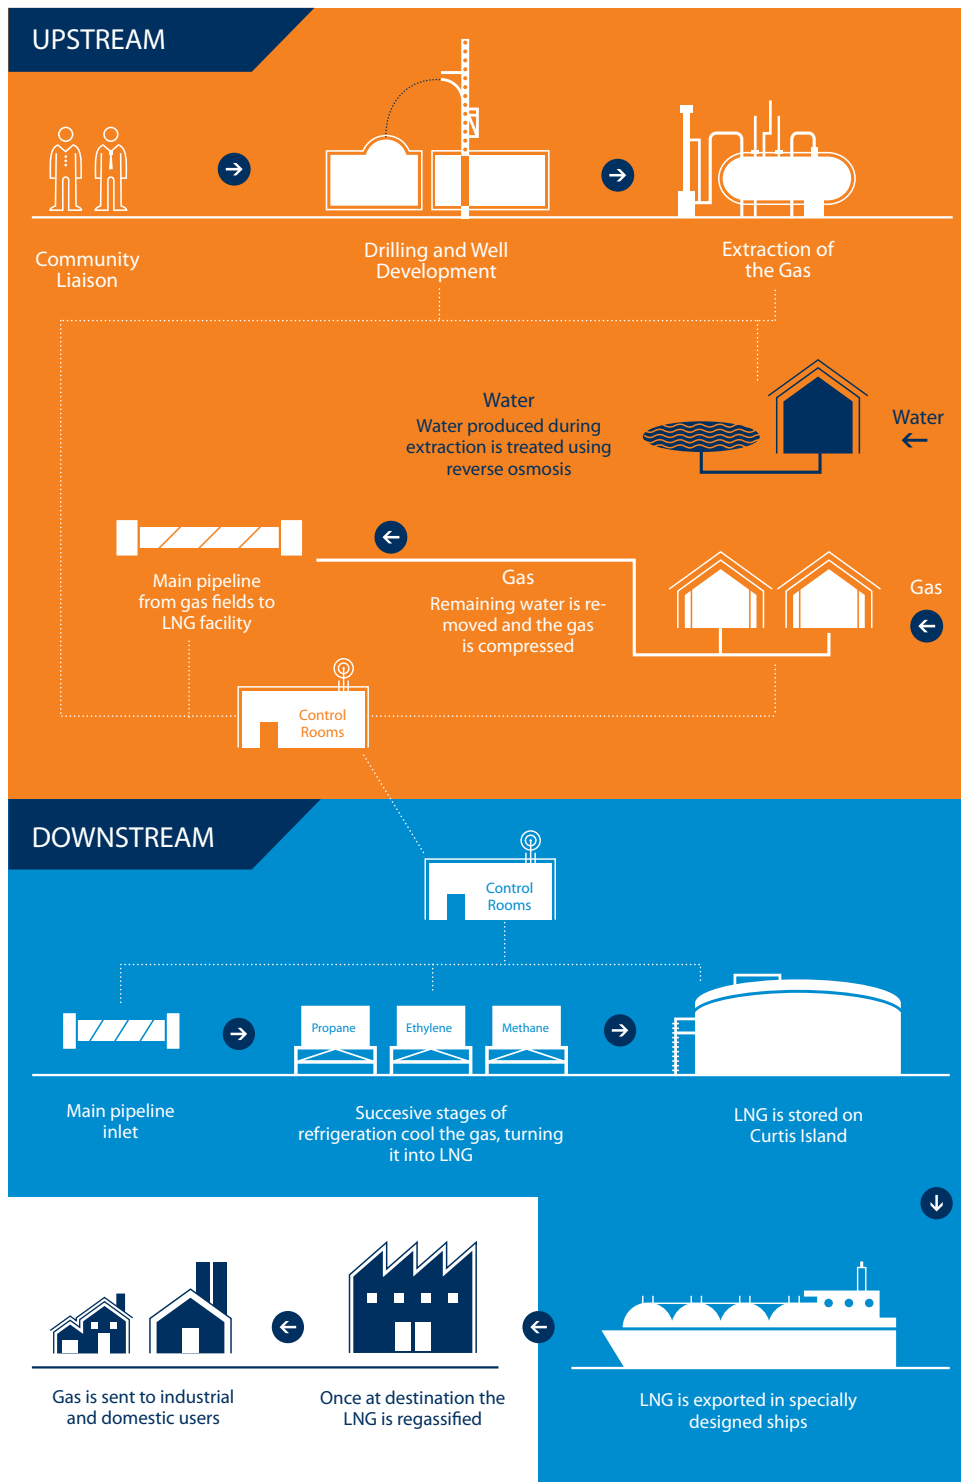 UPSTREAM
Community
Liaison
Drilling and Well
Development
Extraction of
the Gas
Water
Water produced during
extraction is treated using
reverse osmosis
Water
Main pipeline
from gas fields to
LNG facility
Gas
Remaining water is re-
moved and the gas
is compressed
Gas
Control
Rooms
DOWNSTREAM
Control
Rooms
Propane
Ethylene
Methane
Main pipeline
inlet
Succesive stages of
refrigeration cool the gas, turning
it into LNG
LNG is stored on
Curtis Island
Gas is sent to industrial
and domestic users
Once at destination the
LNG is regassified
LNG is exported in specially
designed ships